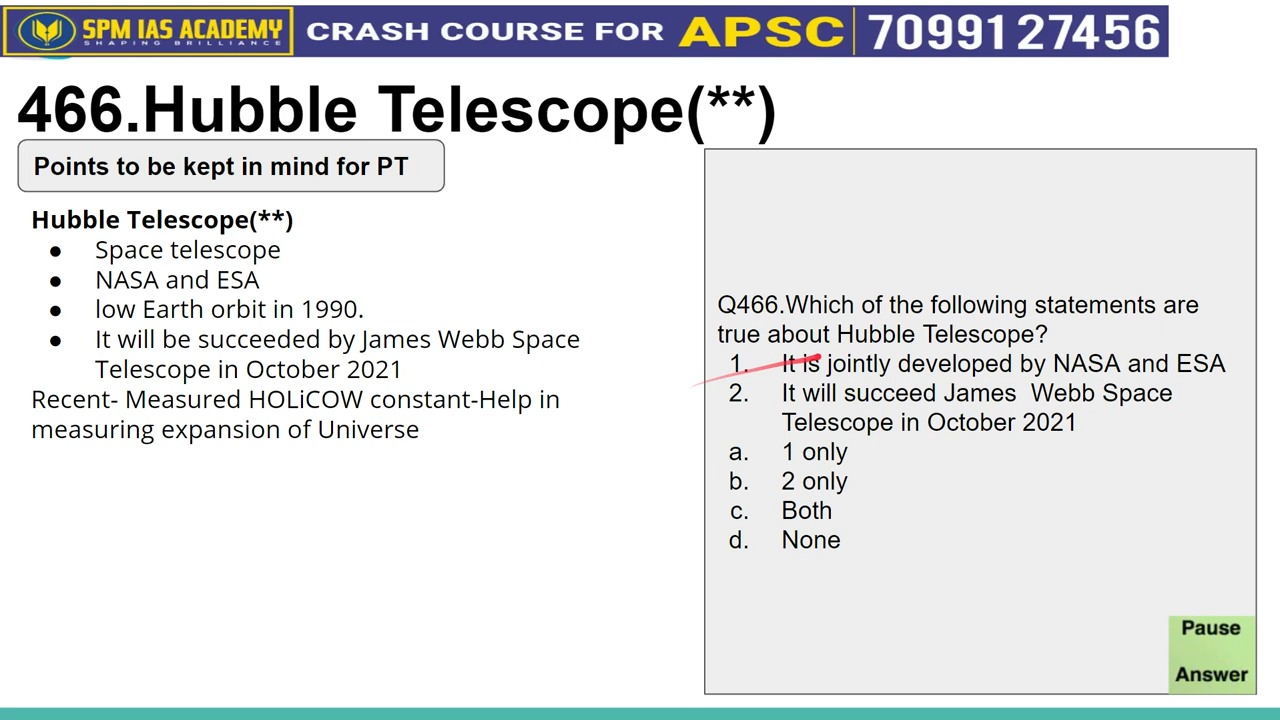 SPM IAS ACADEMY
SHAPING BRILLIANCE
CRASH COURSE FOR APSC 7099127456
466.Hubble Telescope(**)
Points to be kept in mind for PT
Hubble Telescope(**)
● Space telescope
● NASA and ESA
● low Earth orbit in 1990.
● It will be succeeded by James Webb Space
Telescope in October 2021
Recent- Measured HOLiCOW constant-Help in
measuring expansion of Universe
Q466.Which of the following statements are
true about Hubble Telescope?
1. It is jointly developed by NASA and ESA
2. It will succeed James Webb Space
Telescope in October 2021
a. 1 only
b. 2 only
c. Both
d. None
Pause
Answer